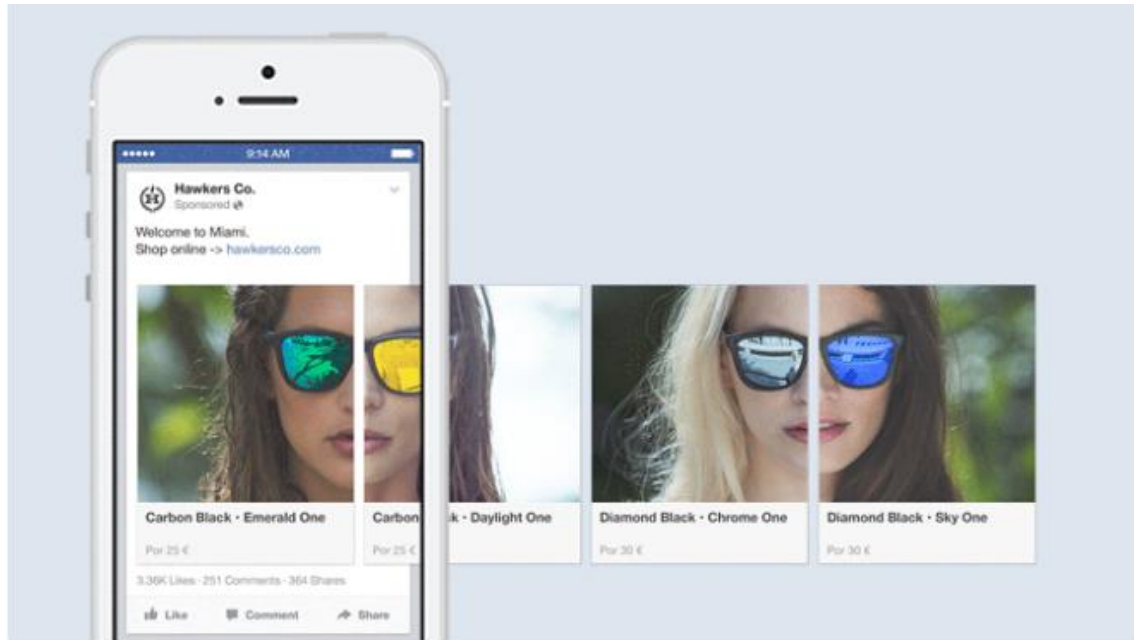 9:14 AM
Hawkers Co.
Sponsored
Welcome to Miami.
Shop online -> hawkersco.com
Carbon Black • Emerald One
Por 25 €
Carbon k • Daylight One
Por 25 €
Diamond Black • Chrome One
Por 30 €
Diamond Black • Sky One
Por 30 €
3.36K Likes · 251 Comments · 364 Shares
Like Comment Share